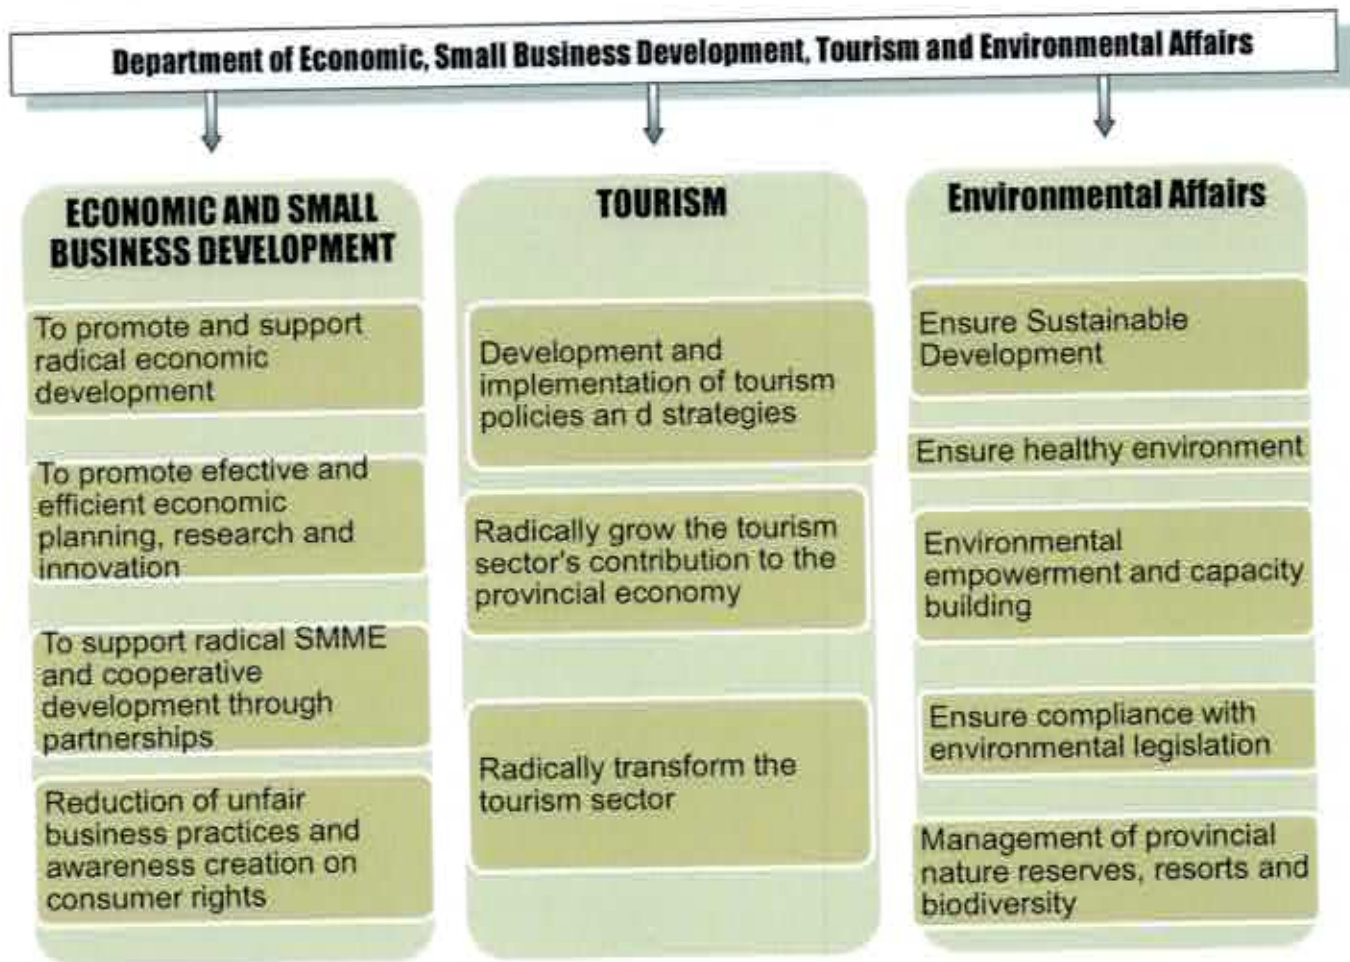 Department of Economic, Small Business Development, Tourism and Environmental Affairs
ECONOMIC AND SMALL
BUSINESS DEVELOPMENT
To promote and support
radical economic
development
To promote efective and
efficient economic
planning, research and
innovation
To support radical SMME
and cooperative
development through
partnerships
Reduction of unfair
business practices and
awareness creation on
consumer rights
TOURISM
Development and
implementation of tourism
policies an d strategies
Radically grow the tourism
sector's contribution to the
provincial economy
Radically transform the
tourism sector
Environmental Affairs
Ensure Sustainable
Development
Ensure healthy environment
Environmental
empowerment and capacity
building
Ensure compliance with
environmental legislation
Management of provincial
nature reserves, resorts and
biodiversity